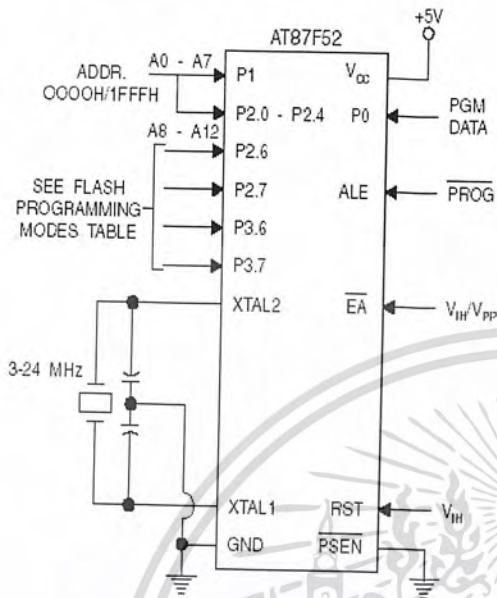 +5V
AT87F52
A0 - A7
ADDR.
OOOOH/1FFFH
P1
VCC
P2.0 - P2.4
P0
PGM
DATA
A8 - A12
P2.6
SEE FLASH
PROGRAMMING
MODES TABLE
P2.7
ALE
PROG
P3.6
P3.7
XTAL2
EA
VIH/VPP
3-24 MHz
XTAL1
RST
VIH
GND
PSEN